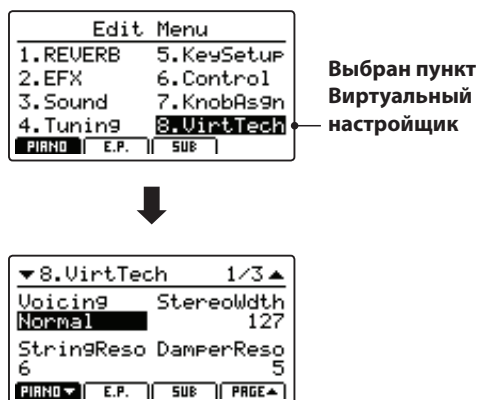 Edit Menu
1.REVERB 5.KeySetup
2.EFX 6.Control
3.Sound 7.KnobAsgn
4.Tuning 8.VirtTech
PIANO E.P. SUB
Выбран пункт
Виртуальный
настройщик
▼8.VirtTech 1/3▲
Voicing StereoWdth
Normal 127
StringReso DamperReso
6 5
PIANO▼ E.P. SUB PAGE▲